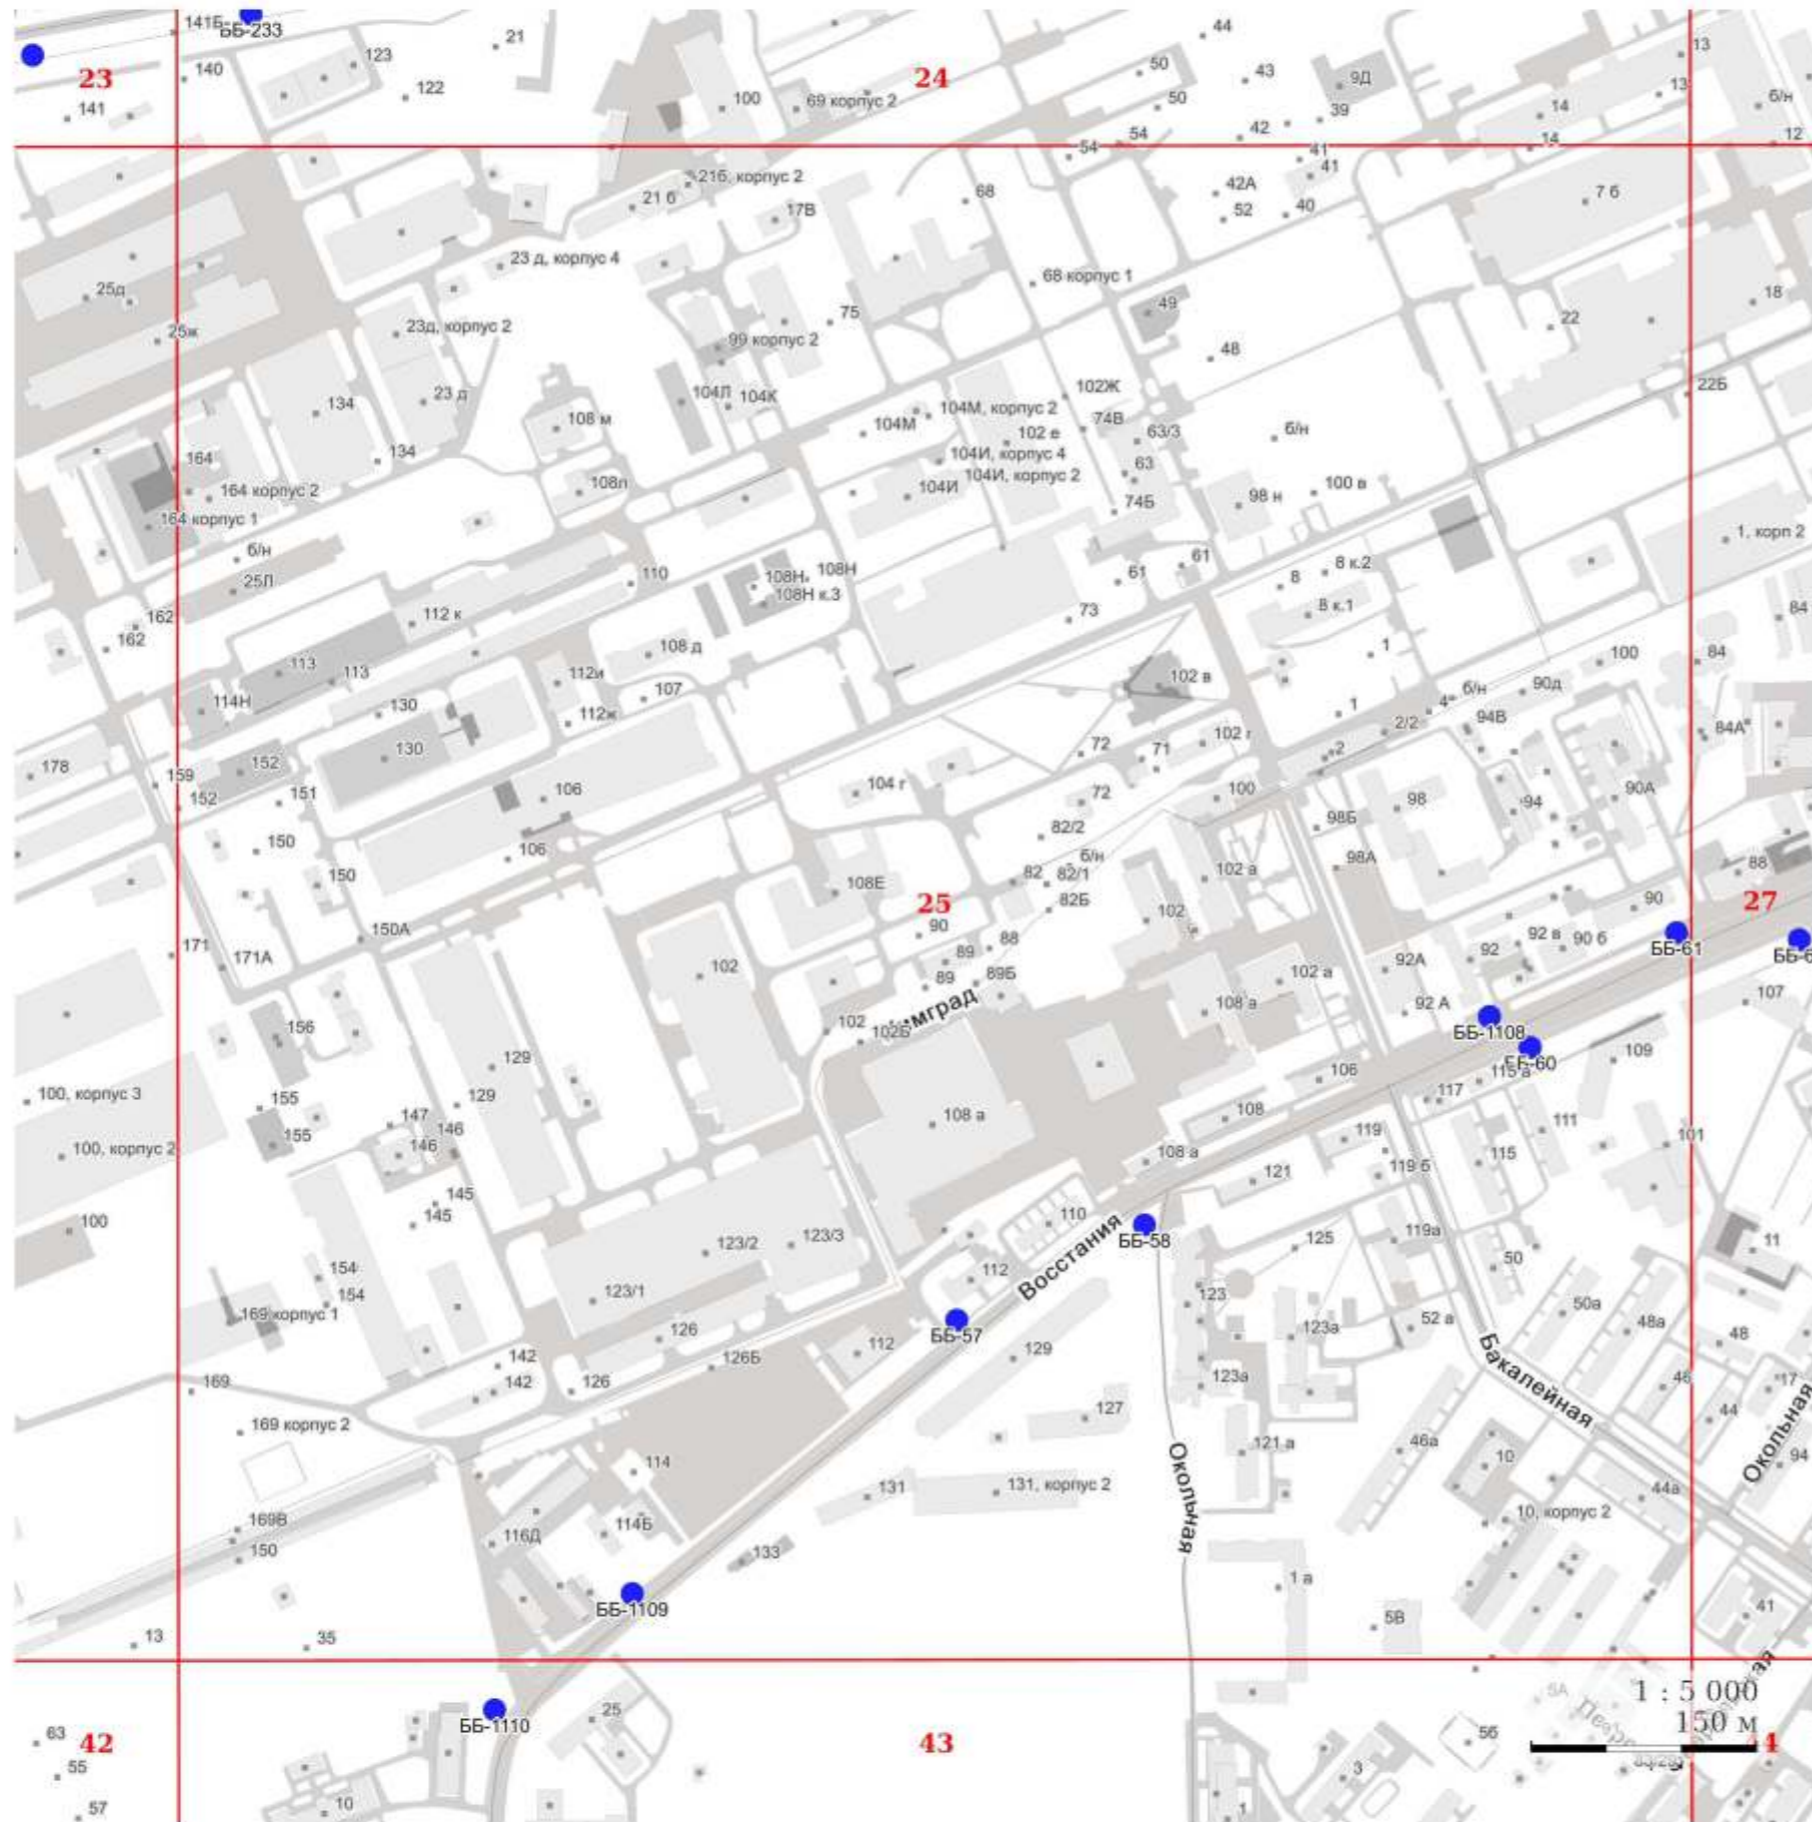 141Б
ББ-233
123
21
44
13
23
140
122
100
69 корпус 2
24
50
43
9Д
13
141
50
39
14
б/н
42
54
14
12
54
41
41
21б, корпус 2
42А
21 б
17В
68
52
40
7 б
23 д, корпус 4
68 корпус 1
25д
49
18
25ж
23д, корпус 2
75
22
99 корпус 2
48
134
23 д
104Л
104К
102Ж
22Б
108 м
104М
104М, корпус 2
74В
102 е
63/3
б/н
134
104И, корпус 4
164
63
104И, корпус 2
164 корпус 2
108л
104И
74Б
98 н
100 в
164 корпус 1
1, корп 2
б/н
61
25Л
110
108Н,
108Н
61
8
8 к.2
108Н к.3
8 к.1
84
162
112 к
73
162
108 д
1
100
84
113
113
112и
107
102 в
б/н
90д
114Н
130
112ж
1
4
94В
2/2
84А
130
72
71
102 г
2
178
159
152
104 г
151
106
100
152
72
98
94
90А
82/2
98Б
150
106
б/н
98А
88
150
108Е
82
82/1
102 а
25
82Б
90
27
150А
90
102
171
88
92 в
90 б
ББ-61
171А
89
92
102
89
89Б
102 а
92А
107
имград
102
102Б
108 а
92 А
ББ-1108
156
ББ-60
109
129
106
115 а
100, корпус 3
129
117
155
147
108 а
108
111
155
146
119
101
100, корпус 2
146
108 а
119 б
115
121
145
100
145
110
119а
123/2
123/3
ББ-58
125
50
11
Восстания
154
112
123
154
123/1
50а
169 корпус 1
126
ББ-57
123а
52 а
48а
48
112
129
126Б
142
Бакалейная
142
169
126
123а
46
17
127
44
169 корпус 2
121 а
46а
10
Окольная
94
114
Окольная
131
131, корпус 2
44а
10, корпус 2
169В
114Б
116Д
150
133
1 а
ББ-1109
5В
41
13
35
1 : 5 000
5А
150 м
ББ-1110
25
56
63
42
43
44
55
3
10
57
1